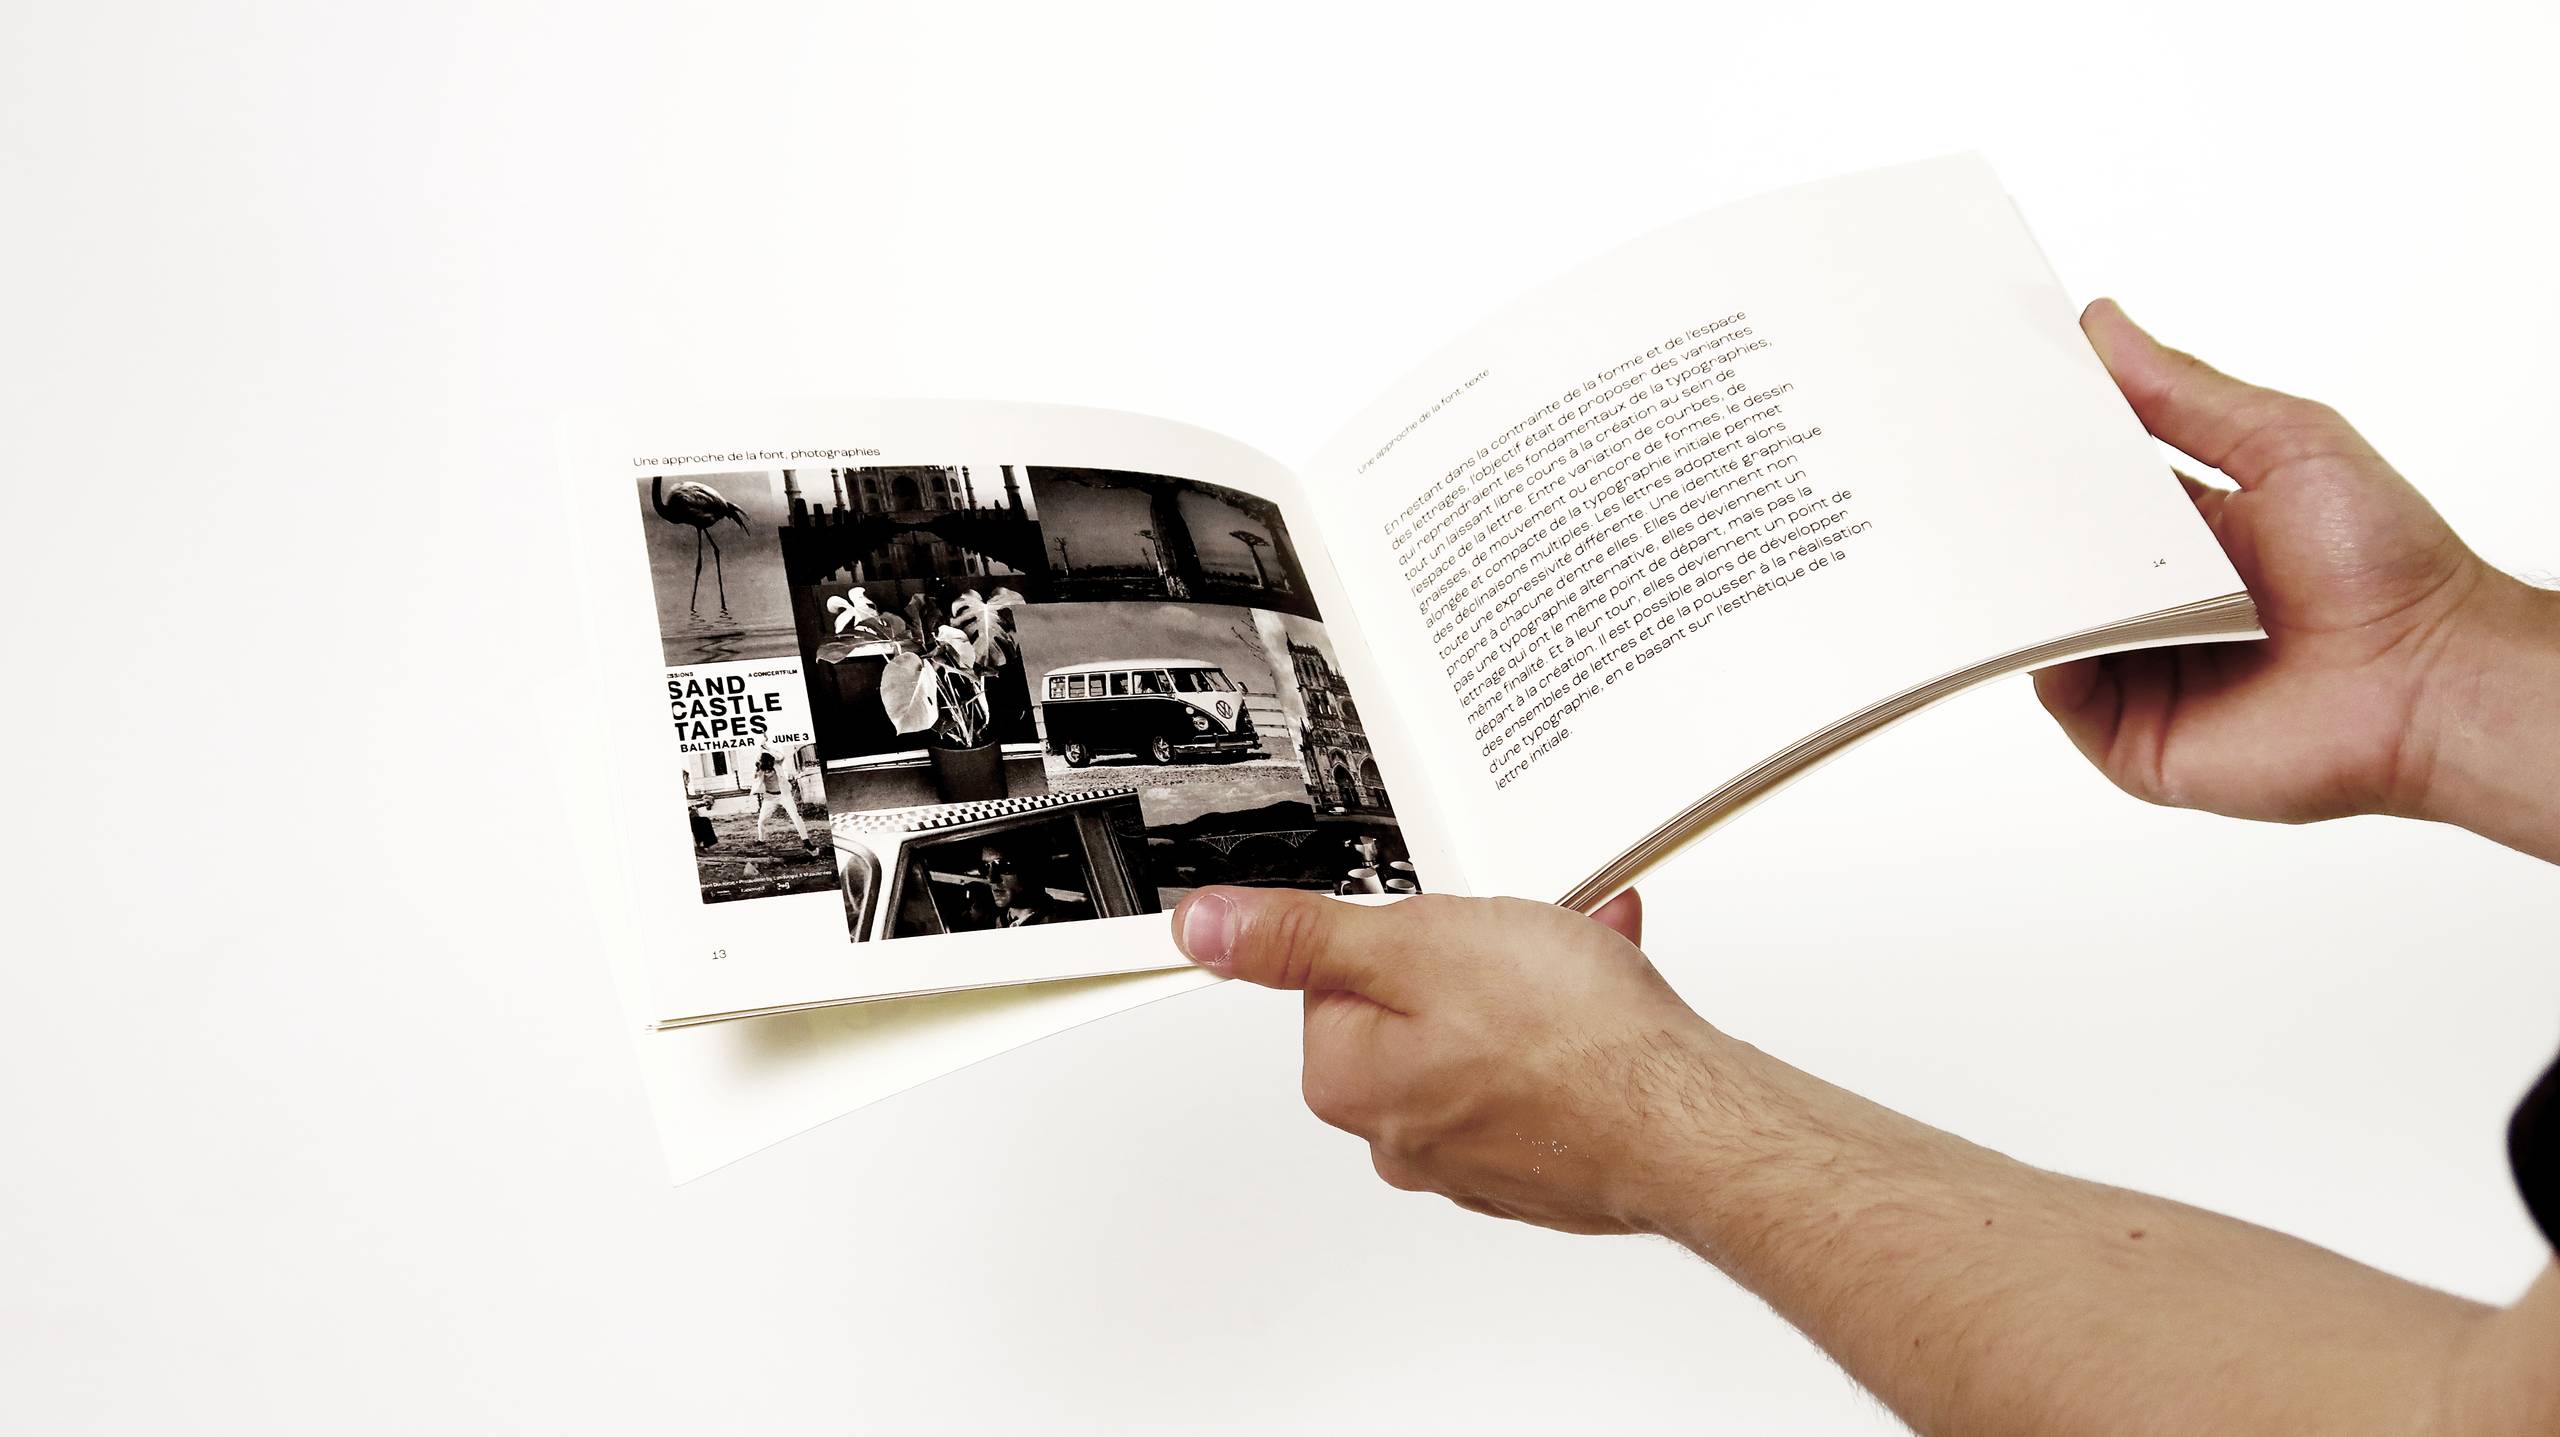 Une approche de la font, photographies
ESSIONS
A CONCERTFILM
SAND
CASTLE
TAPES
BALTHAZAR
JUNE 3
13
Une approche de la font, texte
En restant dans la contrainte de la forme et de l'espace
des lettrages, l'objectif était de proposer des variantes
qui reprendraient les fondamentaux de la typographies,
tout un laissant libre cours à la création au sein de
l'espace de la lettre. Entre variation de courbes, de
graisses, de mouvement ou encore de formes, le dessin
alongée et compacte de la typographie initiale permet
des déclinaisons multiples. Les lettres adoptent alors
toute une expressivité différente. Une identité graphique
propre à chacune d'entre elles. Elles deviennent non
pas une typographie alternative, elles deviennent un
lettrage qui ont le même point de départ, mais pas la
même finalité. Et à leur tour, elles deviennent un point de
départ à la création. Il est possible alors de développer
des ensembles de lettres et de la pousser à la réalisation
d'une typographie, en e basant sur l'esthétique de la
lettre initiale.
14